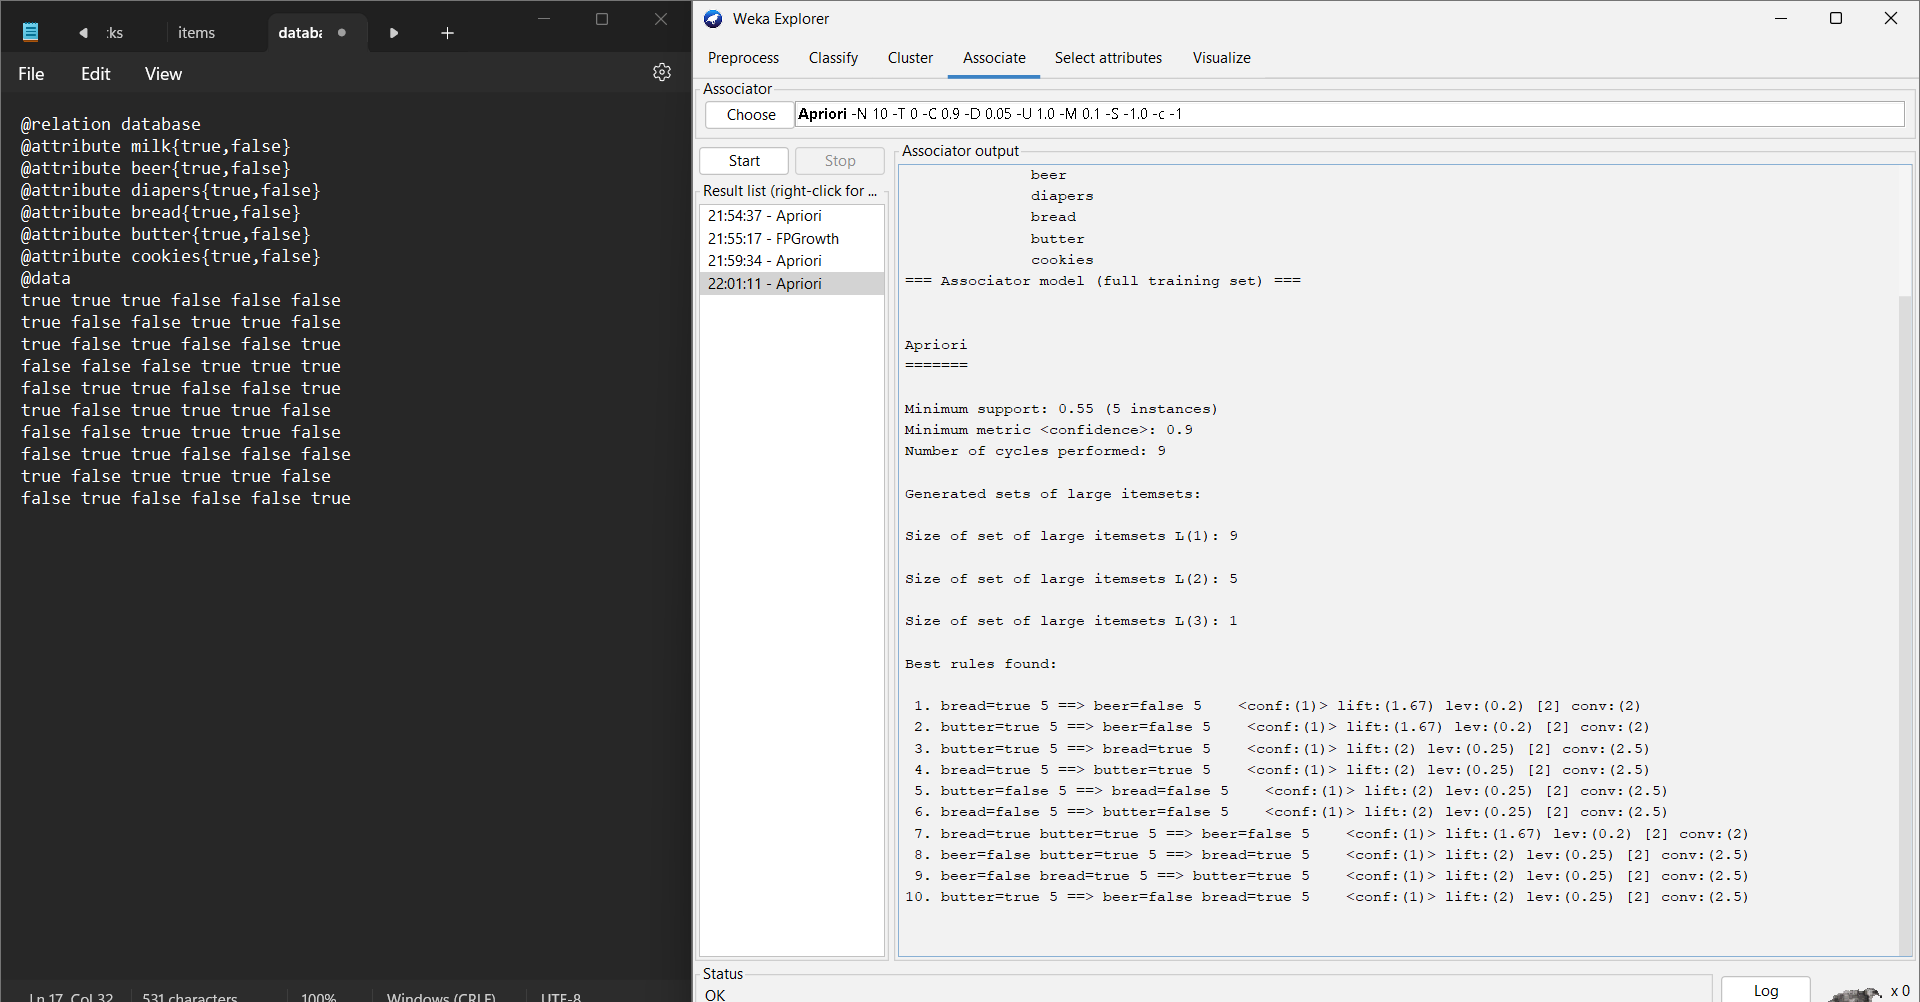 :ks
items
databa
File
Edit
View
@relation database
@attribute milk{true,false}
@attribute beer{true,false}
@attribute diapers{true,false}
@attribute bread{true,false}
@attribute butter{true,false}
@attribute cookies{true,false}
@data
true true true false false false
true false false true true false
true false true false false true
false false false true true true
false true true false false true
true false true true true false
false false true true true false
false true true false false false
true false true true true false
false true false false false true
Ln 17, Col 32
531 characters
100%
Windows (CRLF)
UTF-8
Weka Explorer
Preprocess
Classify
Cluster
Associate
Select attributes
Visualize
Associator
Choose
Apriori -N 10 -T 0 -C 0.9 -D 0.05 -U 1.0 -M 0.1 -S -1.0 -c -1
Start
Stop
Result list (right-click for ...
21:54:37 - Apriori
21:55:17 - FPGrowth
21:59:34 - Apriori
22:01:11 - Apriori
Associator output
beer
diapers
bread
butter
cookies
=== Associator model (full training set) ===
Apriori
=======
Minimum support: 0.55 (5 instances)
Minimum metric <confidence>: 0.9
Number of cycles performed: 9
Generated sets of large itemsets:
Size of set of large itemsets L(1): 9
Size of set of large itemsets L(2): 5
Size of set of large itemsets L(3): 1
Best rules found:
1. bread=true 5 ==> beer=false 5    <conf:(1)> lift:(1.67) lev:(0.2) [2] conv:(2)
2. butter=true 5 ==> beer=false 5    <conf:(1)> lift:(1.67) lev:(0.2) [2] conv:(2)
3. butter=true 5 ==> bread=true 5    <conf:(1)> lift:(2) lev:(0.25) [2] conv:(2.5)
4. bread=true 5 ==> butter=true 5    <conf:(1)> lift:(2) lev:(0.25) [2] conv:(2.5)
5. butter=false 5 ==> bread=false 5    <conf:(1)> lift:(2) lev:(0.25) [2] conv:(2.5)
6. bread=false 5 ==> butter=false 5    <conf:(1)> lift:(2) lev:(0.25) [2] conv:(2.5)
7. bread=true butter=true 5 ==> beer=false 5    <conf:(1)> lift:(1.67) lev:(0.2) [2] conv:(2)
8. beer=false butter=true 5 ==> bread=true 5    <conf:(1)> lift:(2) lev:(0.25) [2] conv:(2.5)
9. beer=false bread=true 5 ==> butter=true 5    <conf:(1)> lift:(2) lev:(0.25) [2] conv:(2.5)
10. butter=true 5 ==> beer=false bread=true 5    <conf:(1)> lift:(2) lev:(0.25) [2] conv:(2.5)
Status
OK
Log
x 0